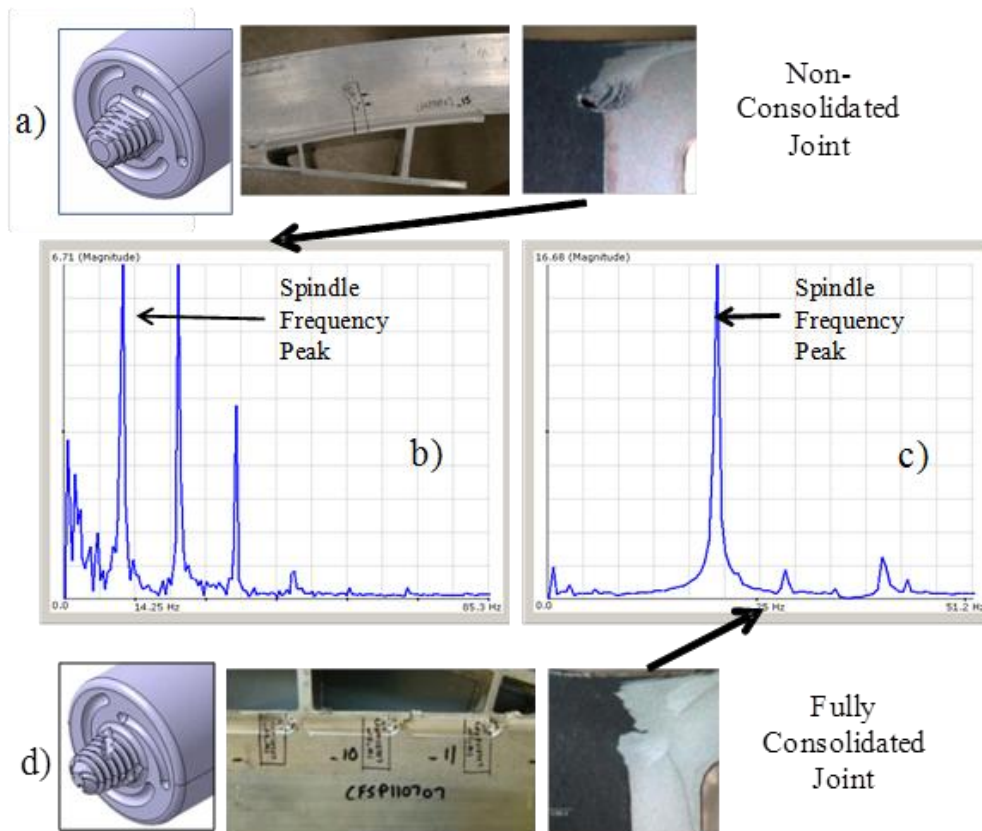 a)
Non-
Consolidated
Joint
6.71 (Magnitude)
Spindle
Frequency
Peak
b)
0.0
14.25 Hz
85.3 Hz
16.68 (Magnitude)
Spindle
Frequency
Peak
c)
0.0
25 Hz
51.2 Hz
d)
-10
-11
CFSP110707
Fully
Consolidated
Joint